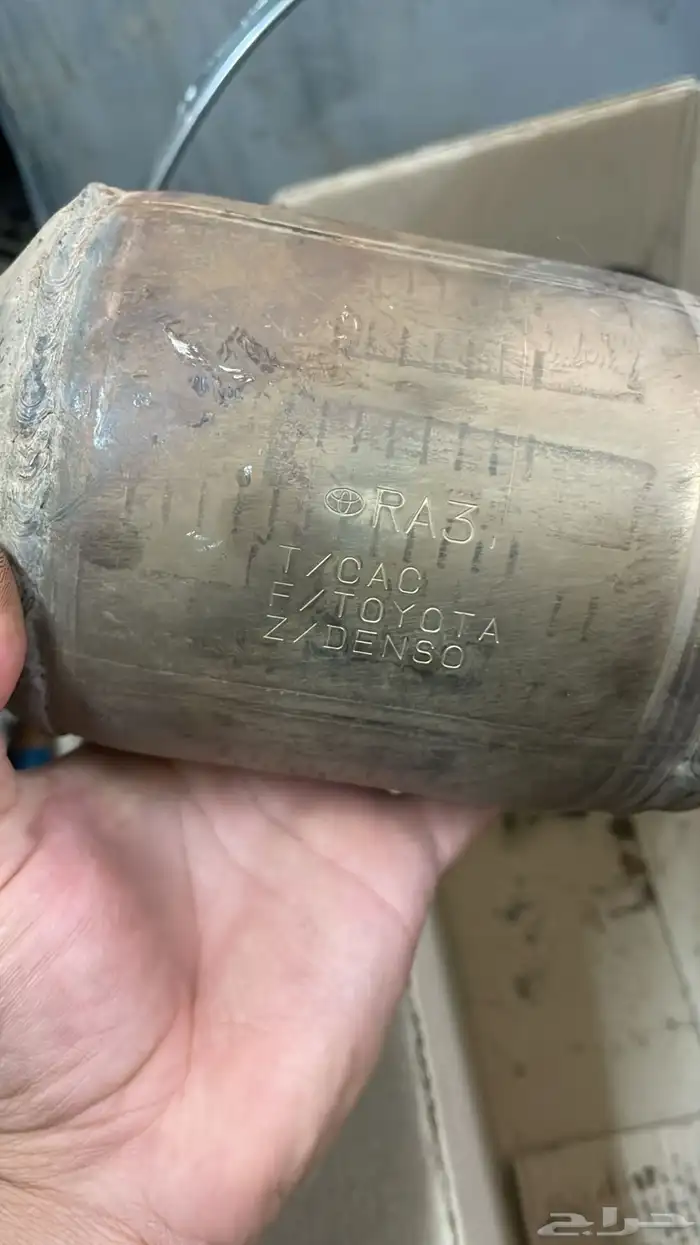 RA3
T/CAC
F/TOYOTA
Z/DENSO
حراج